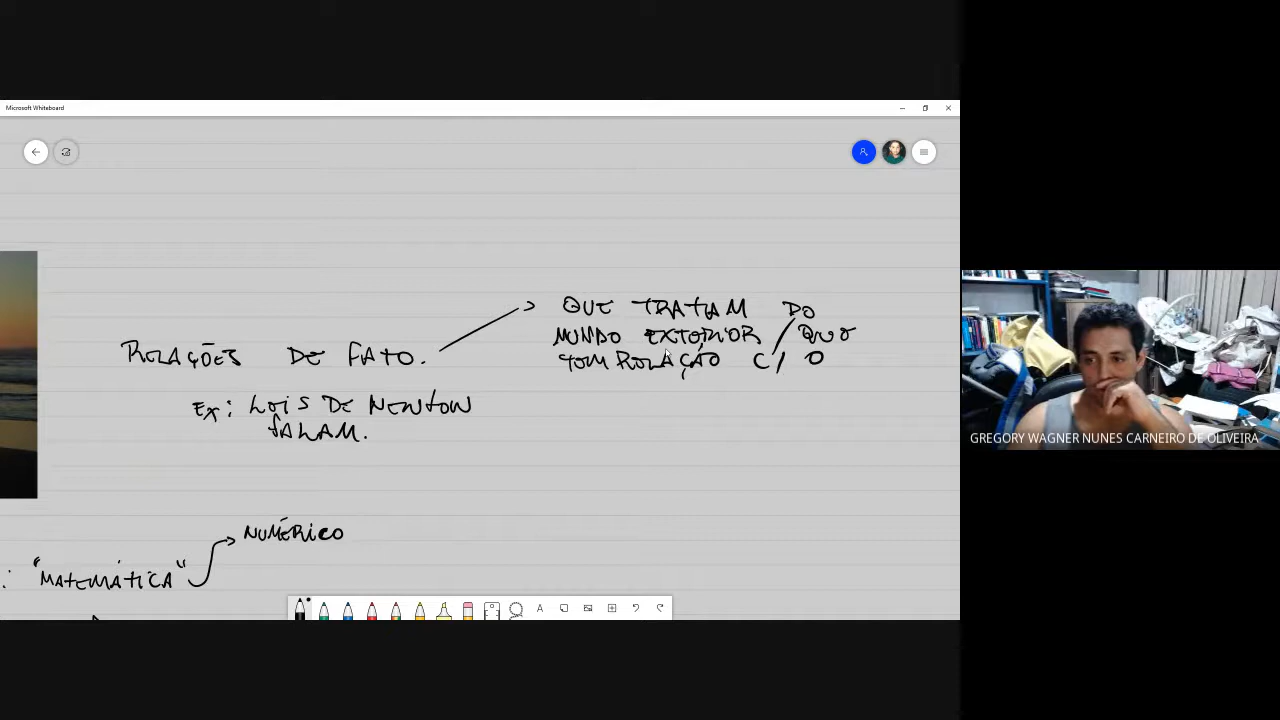 Microsoft Whiteboard
QUE TRATAM DO
MUNDO EXTERIOR / QUE
RELAÇÕES DE FATO.
TEM RELAÇÃO C/ O
EX: LEIS DE NEWTON
FALAM.
NUMÉRICO
: "MATEMÁTICA"
A
GREGORY WAGNER NUNES CARNEIRO DE OLIVEIRA